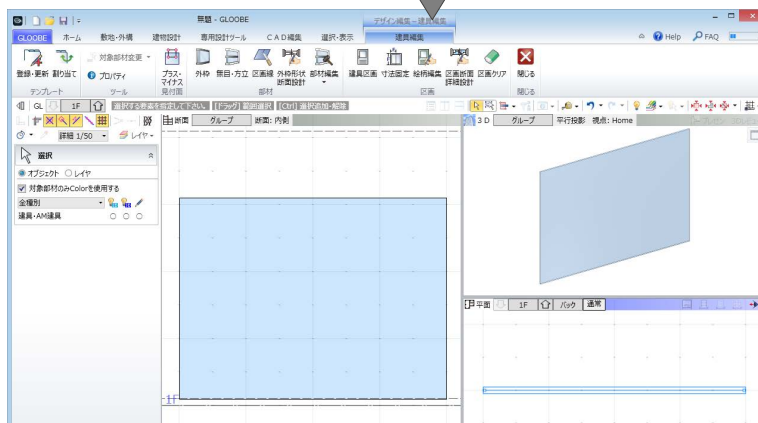 無題 - GLOOBE
デザイン編集 - 建具編集
GLOOBE ホーム 敷地・外構 建物設計 専用設計ツール CAD編集 選択・表示 建具編集
Help FAQ
登録・更新 割り当て 対象部材変更 プロパティ プラス・マイナス 外枠 無目・方立 区画線 外枠形状断面設計 部材編集 建具区画 寸法固定 絵柄編集 区画断面詳細設計 区画クリア 閉じる
テンプレート ツール 見付面 部材 区画 閉じる
GL 1F 選択する要素を指定して下さい。 [ドラッグ] 範囲選択 [Ctrl] 選択追加・解除
詳細 1/50 レイヤ
断面 グループ 断面: 内側
3D グループ 平行投影 視点: Home
選択
オブジェクト レイヤ
対象部材のみColorを使用する
全種別
建具・AM建具
平面 1F バック 通常
1F